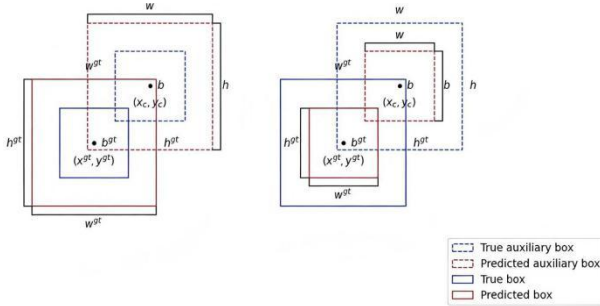 w
w^{gt}
b
h
(x_c, y_c)
h^{gt}
b^{gt}
h^{gt}
(x^{gt}, y^{gt})
w^{gt}
w
w
w^{gt}
b
b
h
(x_c, y_c)
h^{gt}
b^{gt}
h^{gt}
(x^{gt}, y^{gt})
w^{gt}
True auxiliary box
Predicted auxiliary box
True box
Predicted box